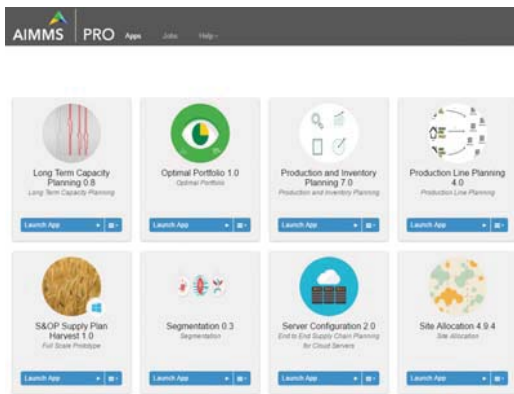 AIMMS PRO Apps Jobs Help
Long Term Capacity
Planning 0.8
Long Term Capacity Planning
Launch App
Optimal Portfolio 1.0
Optimal Portfolio
Launch App
Production and Inventory
Planning 7.0
Production and Inventory Planning
Launch App
Production Line Planning
4.0
Production Line Planning
Launch App
S&OP Supply Plan
Harvest 1.0
Full Scale Prototype
Launch App
Segmentation 0.3
Segmentation
Launch App
Server Configuration 2.0
End to End Supply Chain Planning
for Cloud Servers
Launch App
Site Allocation 4.9.4
Site Allocation
Launch App